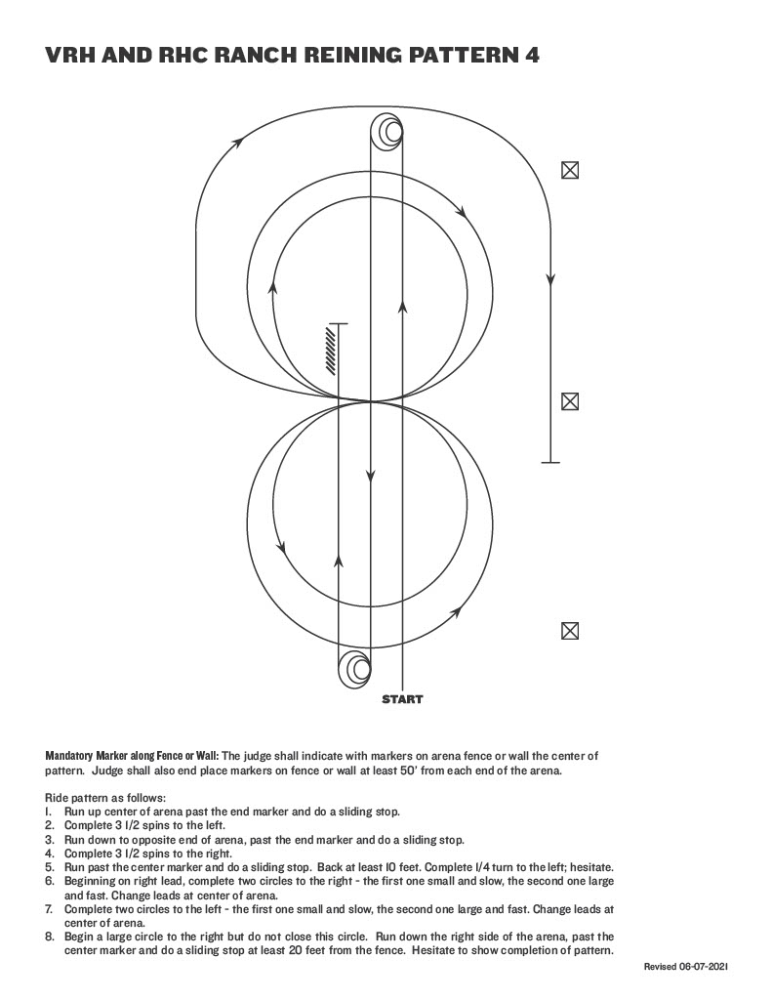 VRH AND RHC RANCH REINING PATTERN 4
START
Mandatory Marker along Fence or Wall: The judge shall indicate with markers on arena fence or wall the center of
pattern. Judge shall also end place markers on fence or wall at least 50' from each end of the arena.
Ride pattern as follows:
1. Run up center of arena past the end marker and do a sliding stop.
2. Complete 3 1/2 spins to the left.
3. Run down to opposite end of arena, past the end marker and do a sliding stop.
4. Complete 3 1/2 spins to the right.
5. Run past the center marker and do a sliding stop. Back at least 10 feet. Complete 1/4 turn to the left; hesitate.
6. Beginning on right lead, complete two circles to the right - the first one small and slow, the second one large
and fast. Change leads at center of arena.
7. Complete two circles to the left - the first one small and slow, the second one large and fast. Change leads at
center of arena.
8. Begin a large circle to the right but do not close this circle. Run down the right side of the arena, past the
center marker and do a sliding stop at least 20 feet from the fence. Hesitate to show completion of pattern.
Revised 06-07-2021